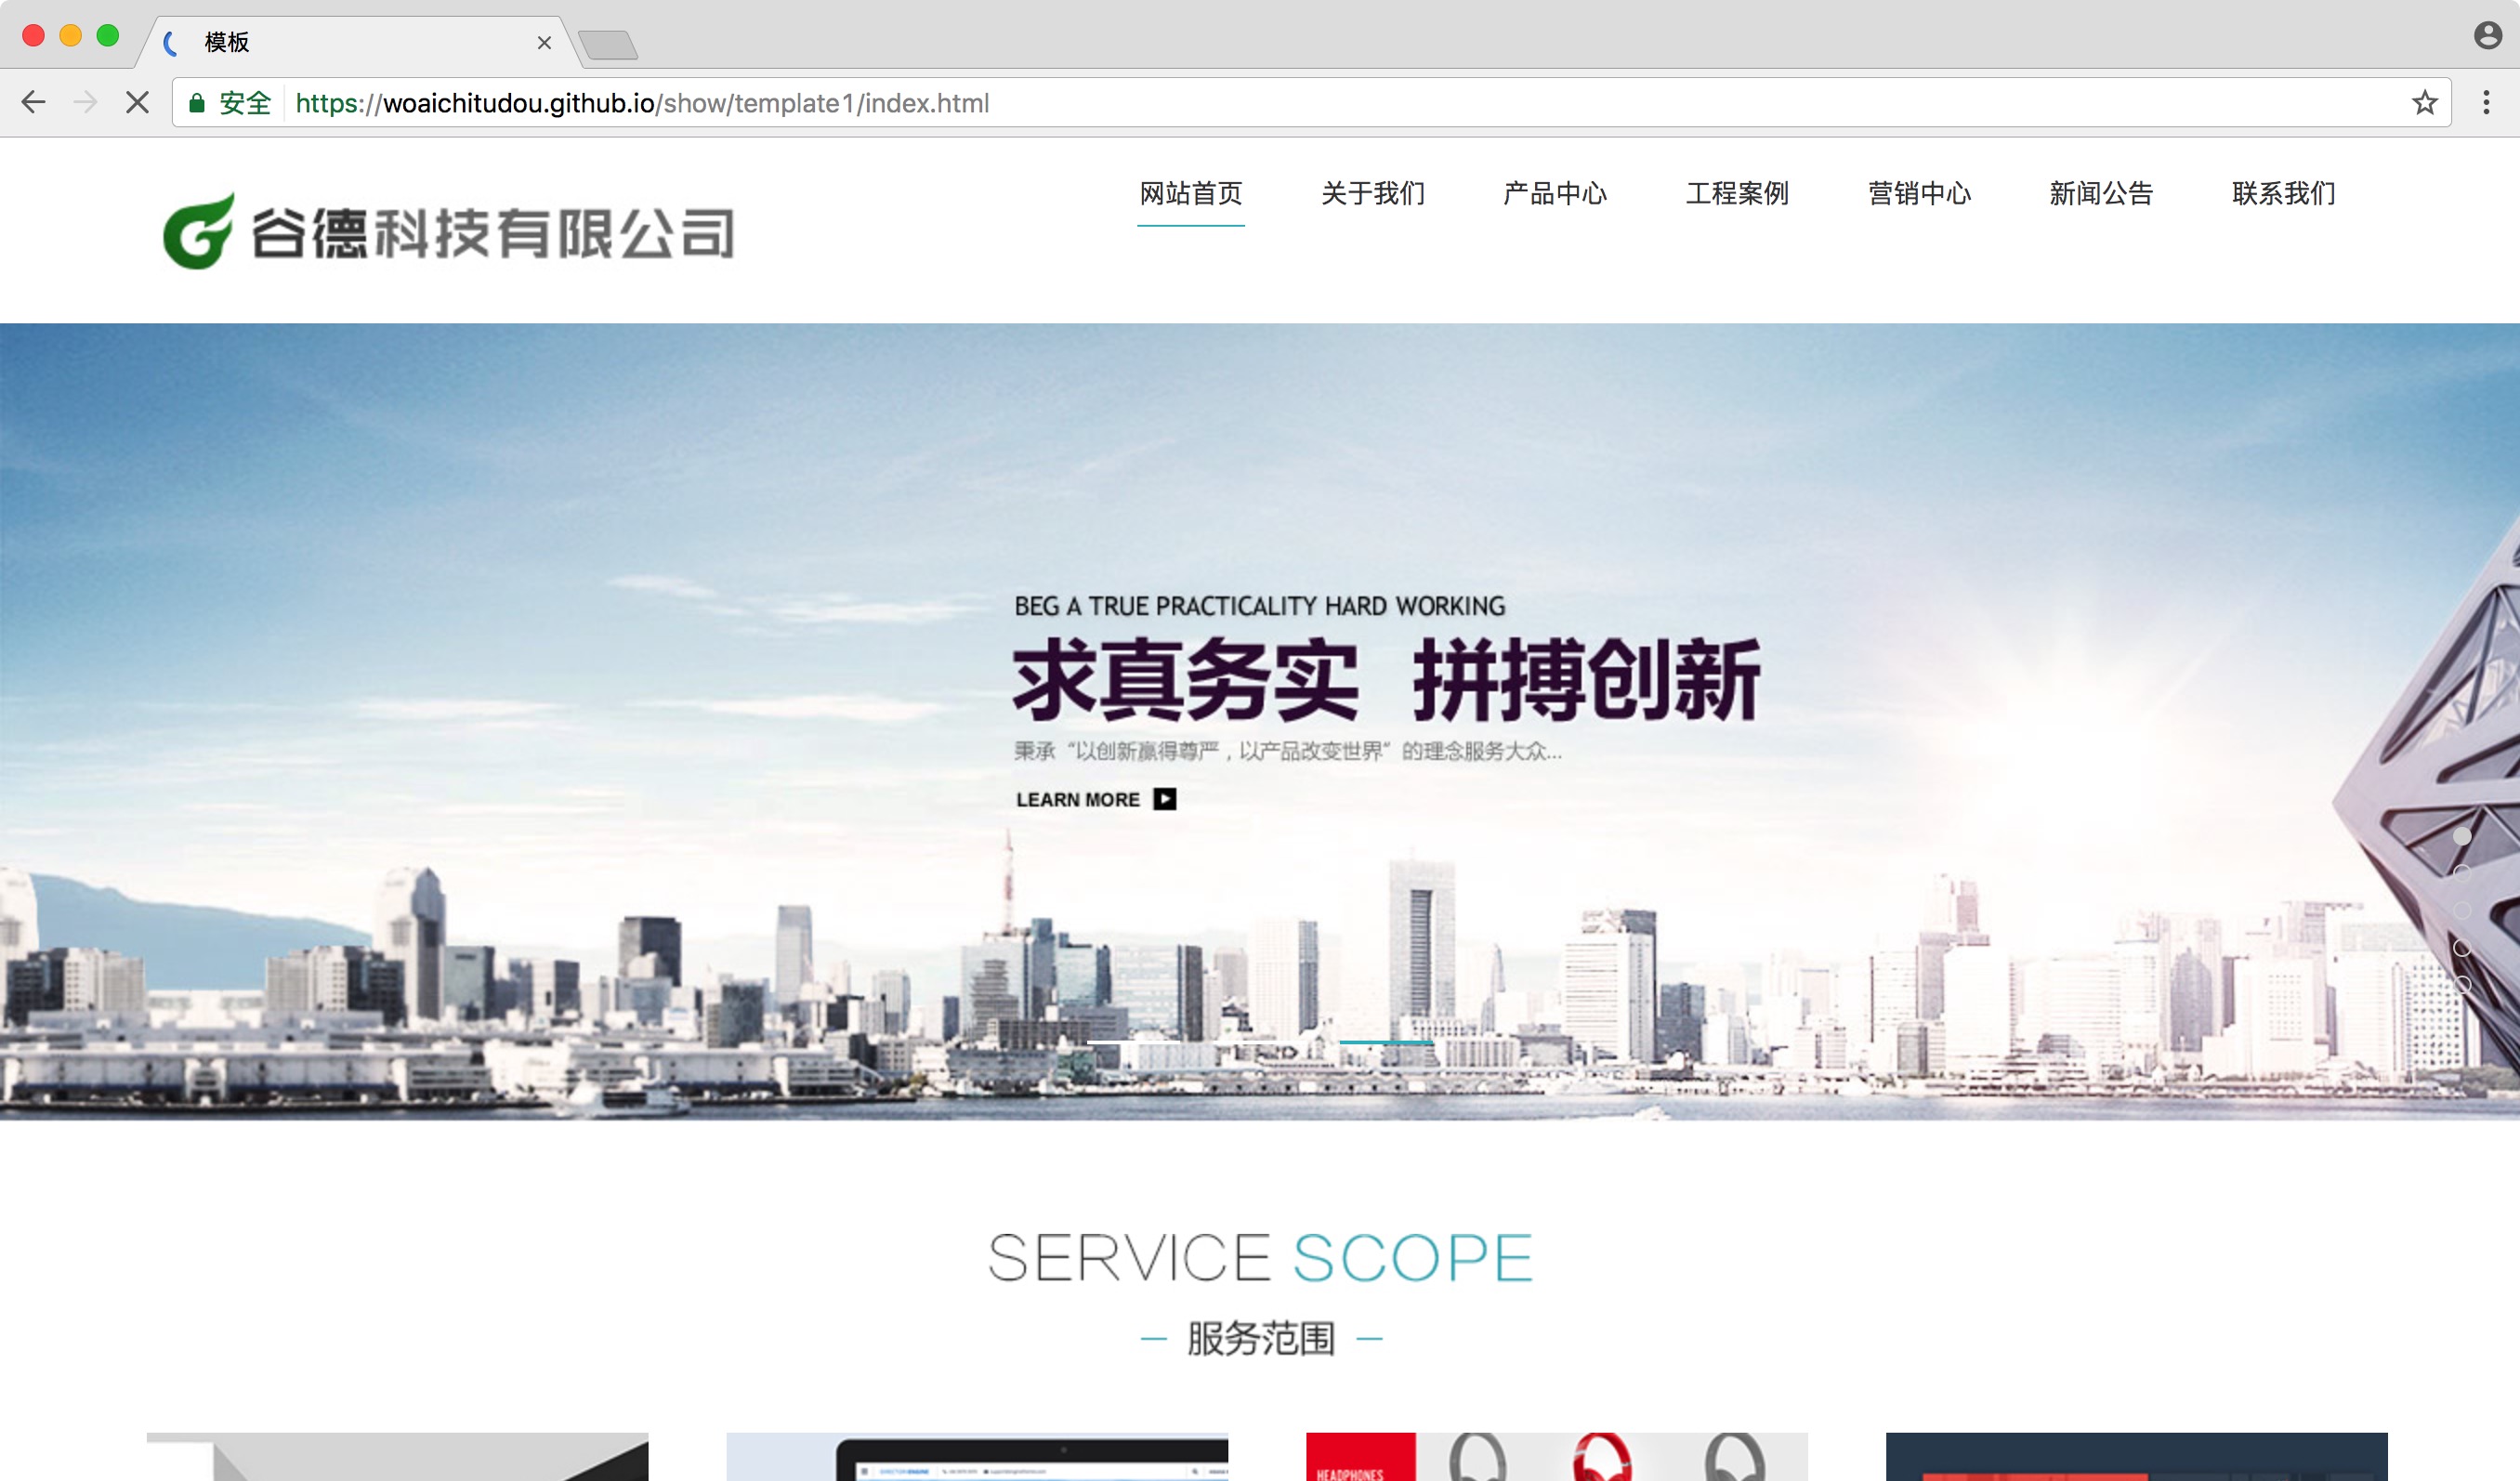 模板
安全 https://woaichitudou.github.io/show/template1/index.html
谷德科技有限公司
网站首页 关于我们 产品中心 工程案例 营销中心 新闻公告 联系我们
BEG A TRUE PRACTICALITY HARD WORKING
求真务实 拼搏创新
秉承“以创新赢得尊严，以产品改变世界”的理念服务大众...
LEARN MORE
SERVICE SCOPE
服务范围
HEADPHONES